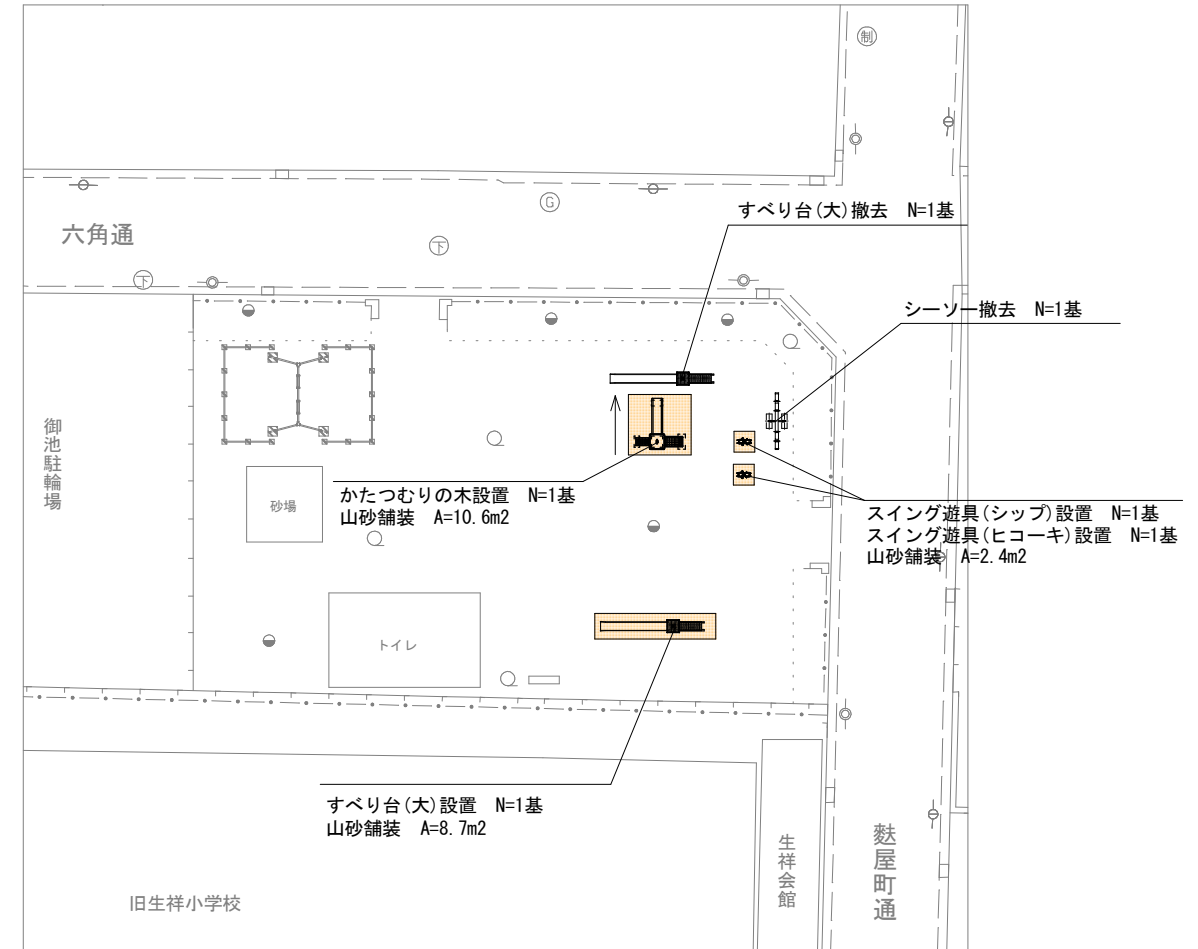 制
すべり台(大)撤去　N=1基
G
六角通
下
下
シーソー撤去　N=1基
御池駐輪場
かたつむりの木設置　N=1基
山砂舗装　A=10.6m2
砂場
スイング遊具(シップ)設置　N=1基
スイング遊具(ヒコーキ)設置　N=1基
山砂舗装　A=2.4m2
トイレ
すべり台(大)設置　N=1基
山砂舗装　A=8.7m2
生祥会館
麩屋町通
旧生祥小学校